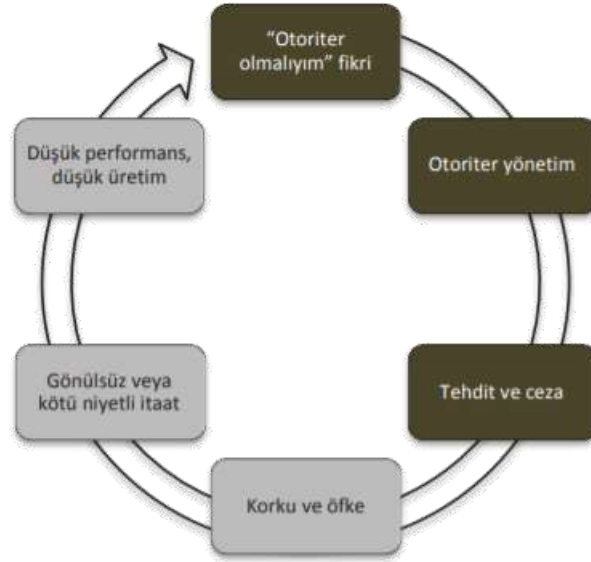 “Otoriter
olmalıyım” fikri
Otoriter yönetim
Tehdit ve ceza
Korku ve öfke
Gönülsüz veya
kötü niyetli itaat
Düşük performans,
düşük üretim